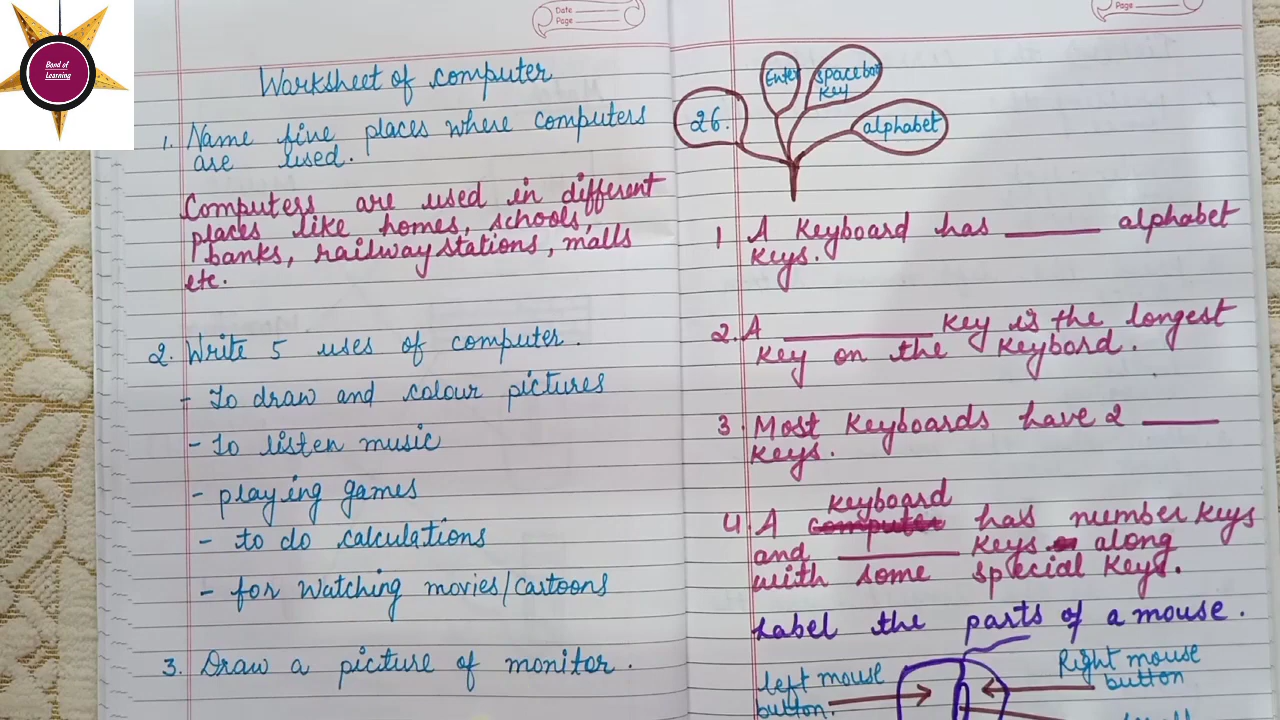 Bond of
Learning
Date
Page
Worksheet of computer
1. Name five places where computers
are used.
Computers are used in different
places like homes, schools,
banks, railway stations, malls
etc.
2. Write 5 uses of computer.
- To draw and colour pictures
- To listen music
- playing games
- to do calculations
- for watching movies/cartoons
3. Draw a picture of monitor.
Page
26.
Enter
spacebar
key
alphabet
1 A Keyboard has ______ alphabet
keys.
2. A ______ key is the longest
key on the keybord.
3 Most keyboards have 2 ______
keys.
keyboard
4 A computer has number keys
and ______ keys along
with some special keys.
Label the parts of a mouse.
left mouse
button.
Right mouse
button